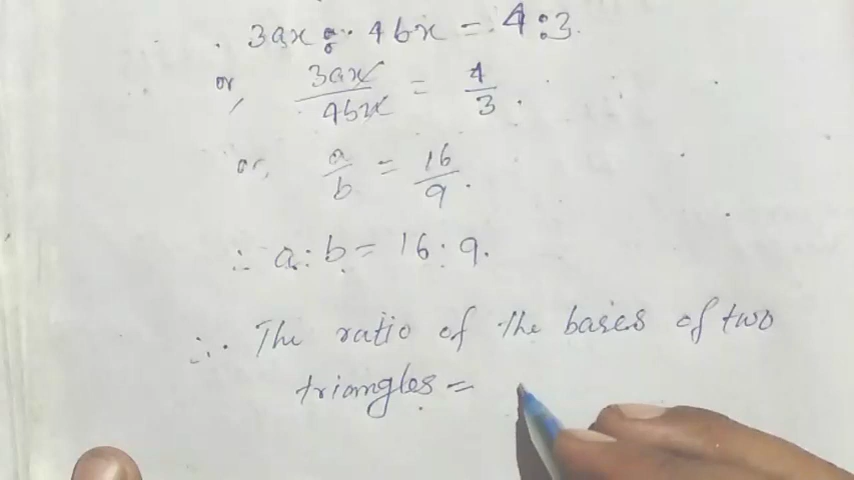 . 3ax : 4bx = 4:3.
or, 3ax/4bx = 4/3.
or, a/b = 16/9.
∴ a:b = 16:9.
∴ The ratio of the bases of two
triangles =